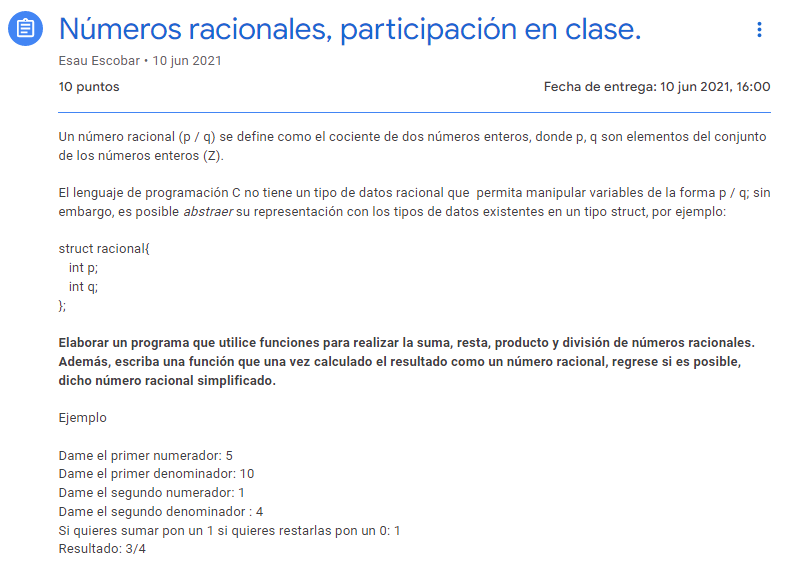 Números racionales, participación en clase.
Esau Escobar • 10 jun 2021
10 puntos
Fecha de entrega: 10 jun 2021, 16:00
Un número racional (p / q) se define como el cociente de dos números enteros, donde p, q son elementos del conjunto
de los números enteros (Z).
El lenguaje de programación C no tiene un tipo de datos racional que  permita manipular variables de la forma p / q; sin
embargo, es posible abstraer su representación con los tipos de datos existentes en un tipo struct, por ejemplo:
struct racional{
int p;
int q;
};
Elaborar un programa que utilice funciones para realizar la suma, resta, producto y división de números racionales.
Además, escriba una función que una vez calculado el resultado como un número racional, regrese si es posible,
dicho número racional simplificado.
Ejemplo
Dame el primer numerador: 5
Dame el primer denominador: 10
Dame el segundo numerador: 1
Dame el segundo denominador : 4
Si quieres sumar pon un 1 si quieres restarlas pon un 0: 1
Resultado: 3/4